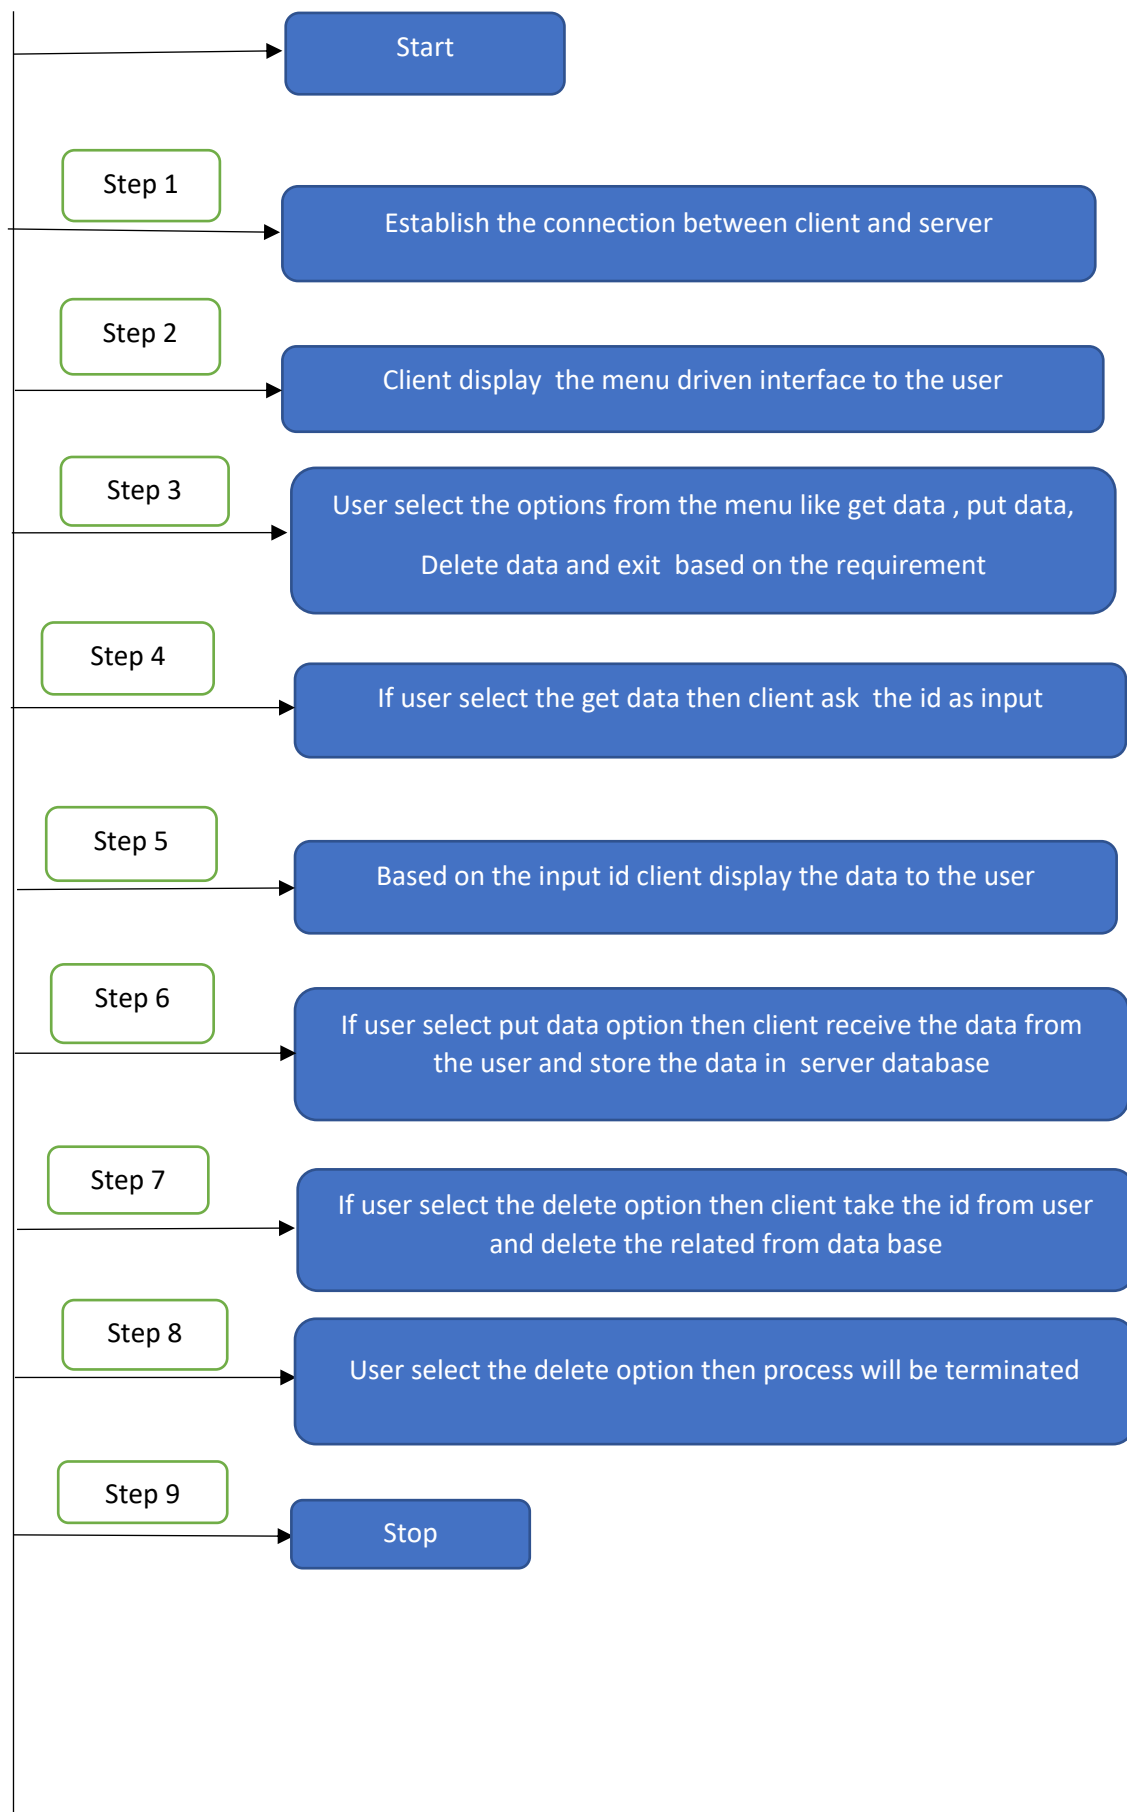 Start
Step 1
Establish the connection between client and server
Step 2
Client display  the menu driven interface to the user
Step 3
User select the options from the menu like get data , put data,
Delete data and exit  based on the requirement
Step 4
If user select the get data then client ask  the id as input
Step 5
Based on the input id client display the data to the user
Step 6
If user select put data option then client receive the data from
the user and store the data in  server database
Step 7
If user select the delete option then client take the id from user
and delete the related from data base
Step 8
User select the delete option then process will be terminated
Step 9
Stop